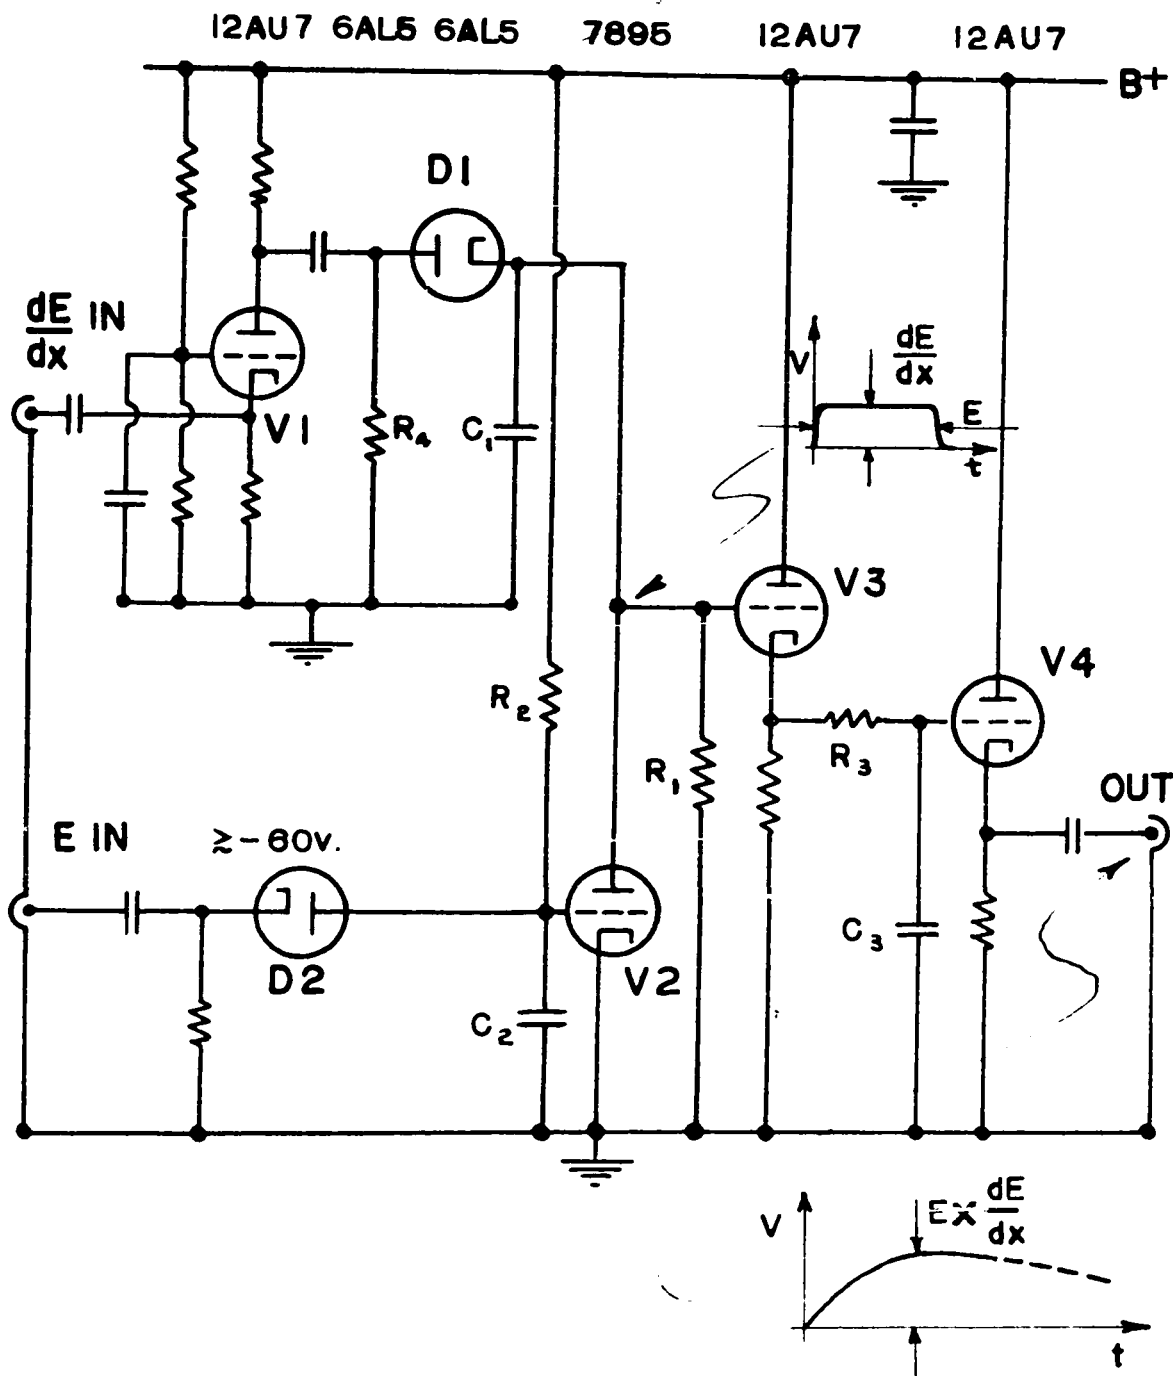 12AU7 6AL5 6AL5 7895 12AU7 12AU7
B+
D1
dE
dx
IN
V1
R4
C1
V
dE
dx
E
t
V3
V4
R2
R1
R3
OUT
E IN
≳-60V.
D2
V2
C2
C3
V
E×
dE
dx
t